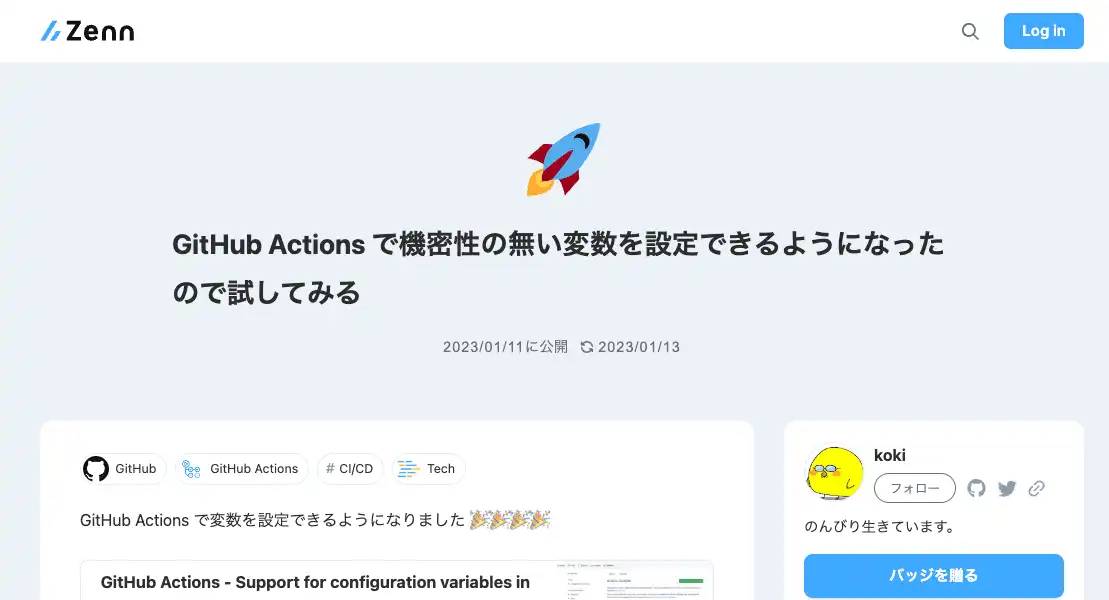 Zenn
Log in
GitHub Actions で機密性の無い変数を設定できるようになった
ので試してみる
2023/01/11に公開 2023/01/13
GitHub
GitHub Actions
# CI/CD
Tech
GitHub Actions で変数を設定できるようになりました 🎉🎉🎉🎉
GitHub Actions - Support for configuration variables in
koki
フォロー
のんびり生きています。
バッジを贈る